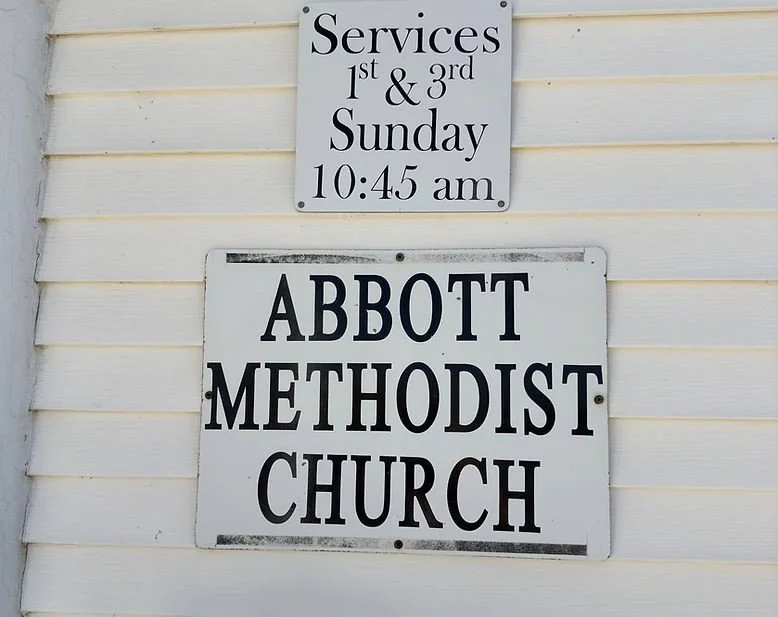 Services
1st & 3rd
Sunday
10:45 am
ABBOTT
METHODIST
CHURCH